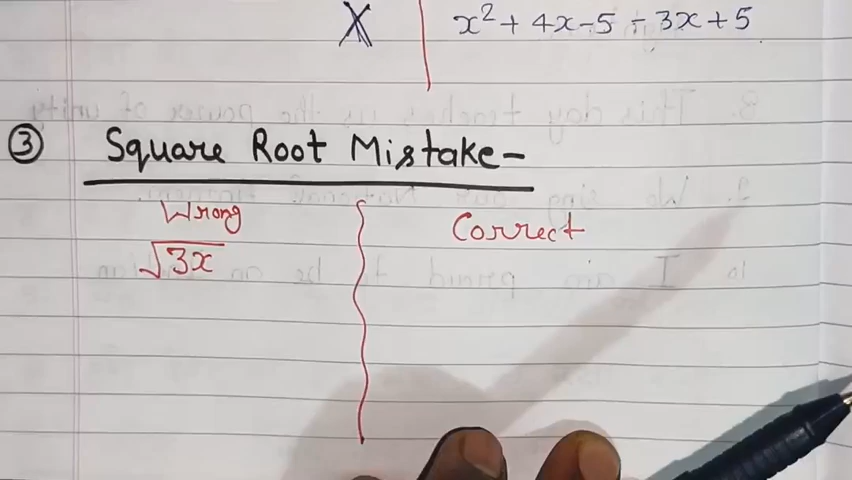 X x² + 4x - 5 - 3x + 5
③ Square Root Mistake-
Wrong Correct
√3x